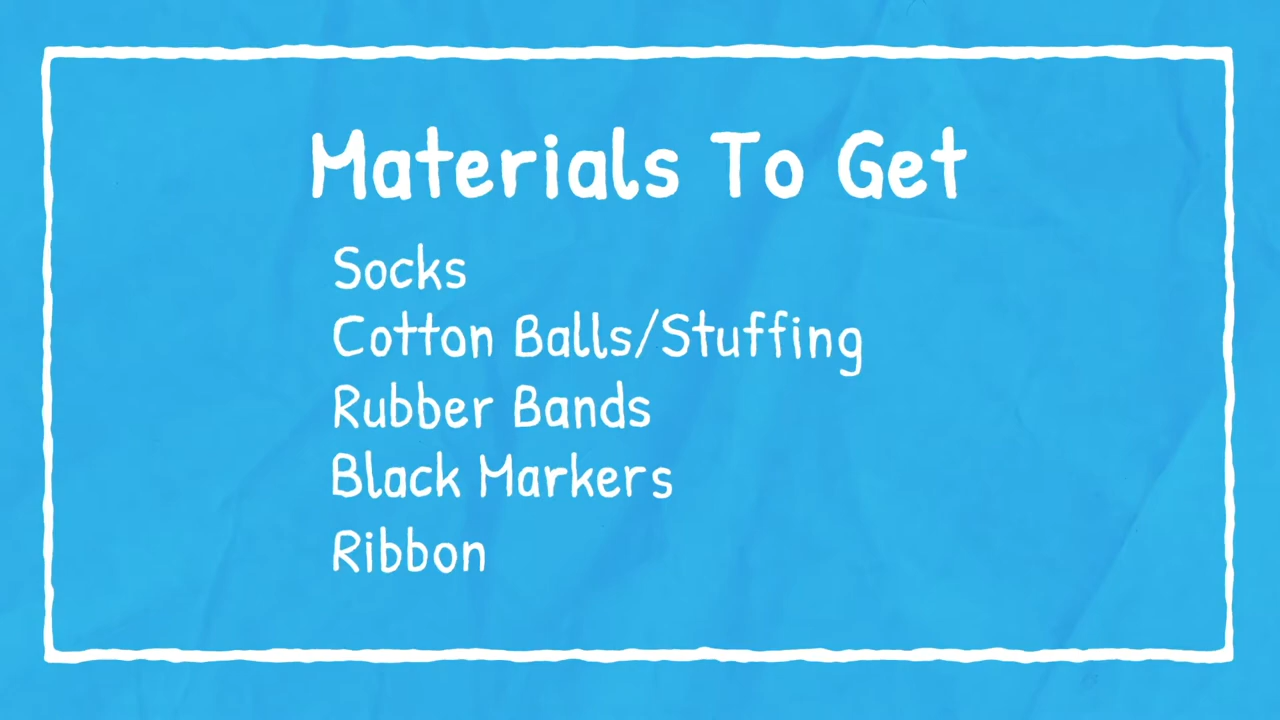 Materials To Get
Socks
Cotton Balls/Stuffing
Rubber Bands
Black Markers
Ribbon